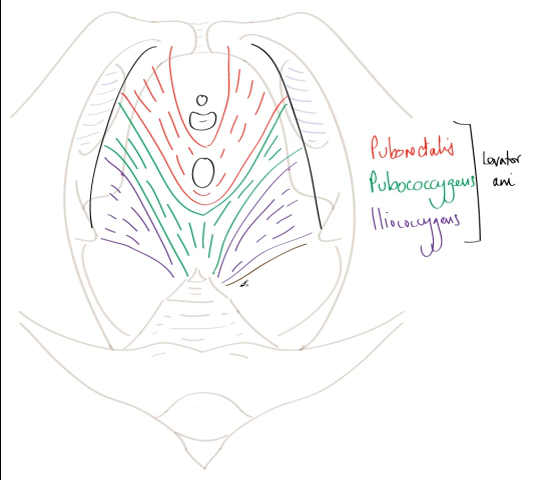 Puborectalis
Pubococcygeus
Iliococcygeus
Levator
ani